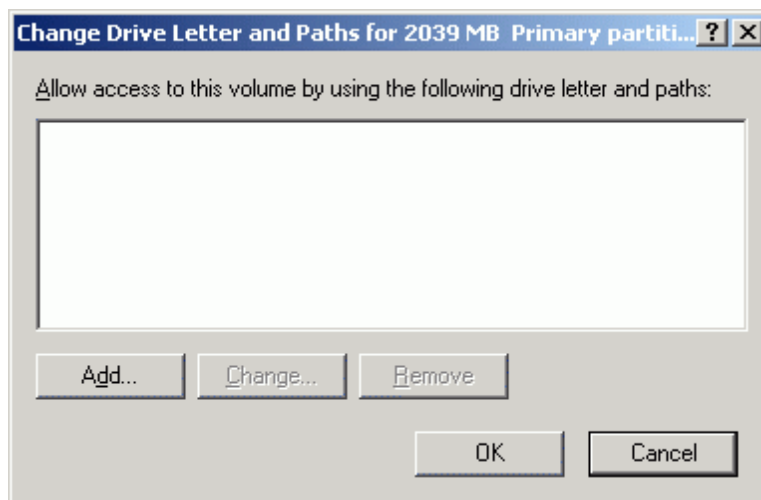 Change Drive Letter and Paths for 2039 MB Primary partiti...
Allow access to this volume by using the following drive letter and paths:
Add... Change... Remove
OK Cancel